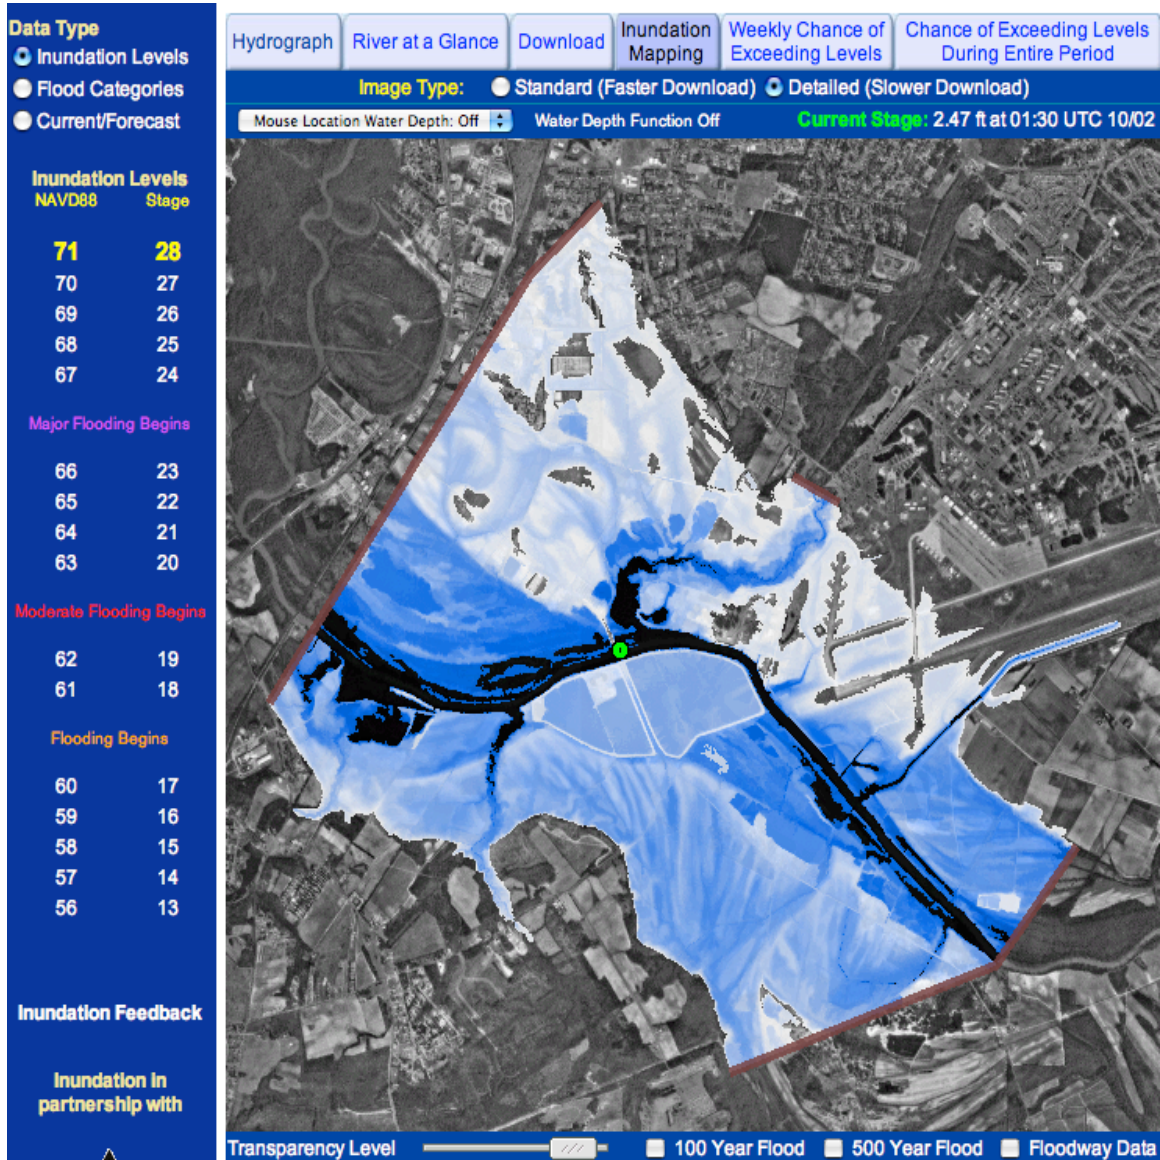 Data Type
Inundation Levels
Flood Categories
Current/Forecast
Inundation Levels
NAVD88 Stage
71 28
70 27
69 26
68 25
67 24
Major Flooding Begins
66 23
65 22
64 21
63 20
Moderate Flooding Begins
62 19
61 18
Flooding Begins
60 17
59 16
58 15
57 14
56 13
Inundation Feedback
Inundation in
partnership with
Hydrograph
River at a Glance
Download
Inundation
Mapping
Weekly Chance of
Exceeding Levels
Chance of Exceeding Levels
During Entire Period
Image Type: Standard (Faster Download) Detailed (Slower Download)
Mouse Location Water Depth: Off Water Depth Function Off Current Stage: 2.47 ft at 01:30 UTC 10/02
Transparency Level 100 Year Flood 500 Year Flood Floodway Data